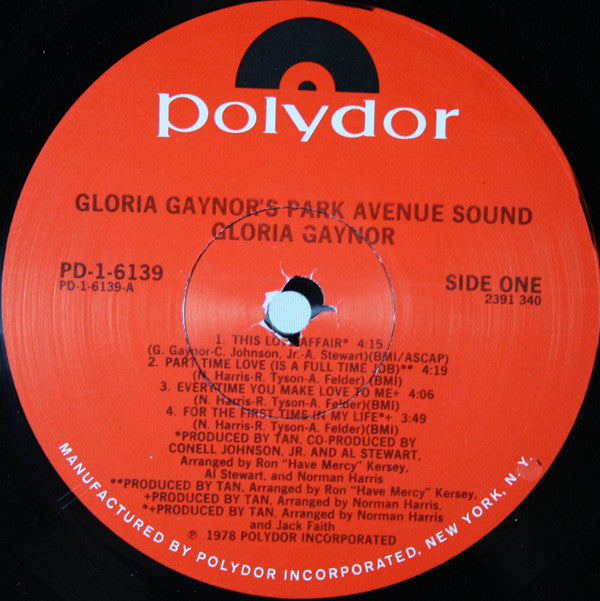 polydor
GLORIA GAYNOR'S PARK AVENUE SOUND
GLORIA GAYNOR
PD-1-6139
PD-1-6139-A
SIDE ONE
2391 340
1. THIS LOVE AFFAIR* 4:15
(G. Gaynor-C. Johnson, Jr.-A. Stewart)(BMI/ASCAP)
2. PART TIME LOVE (IS A FULL TIME JOB)** 4:19
(N. Harris-R. Tyson-A. Felder)(BMI)
3. EVERYTIME YOU MAKE LOVE TO ME+ 4:06
(N. Harris-R. Tyson-A. Felder)(BMI)
4. FOR THE FIRST TIME IN MY LIFE*+ 3:49
(N. Harris-R. Tyson-A. Felder)(BMI)
*PRODUCED BY TAN, CO-PRODUCED BY
CONELL JOHNSON, JR. AND AL STEWART,
Arranged by Ron "Have Mercy" Kersey,
Al Stewart, and Norman Harris
**PRODUCED BY TAN, Arranged by Ron "Have Mercy" Kersey,
+PRODUCED BY TAN, Arranged by Norman Harris
*+PRODUCED BY TAN, Arranged by Norman Harris
and Jack Faith
℗ 1978 POLYDOR INCORPORATED
MANUFACTURED BY POLYDOR INCORPORATED, NEW YORK, N.Y.